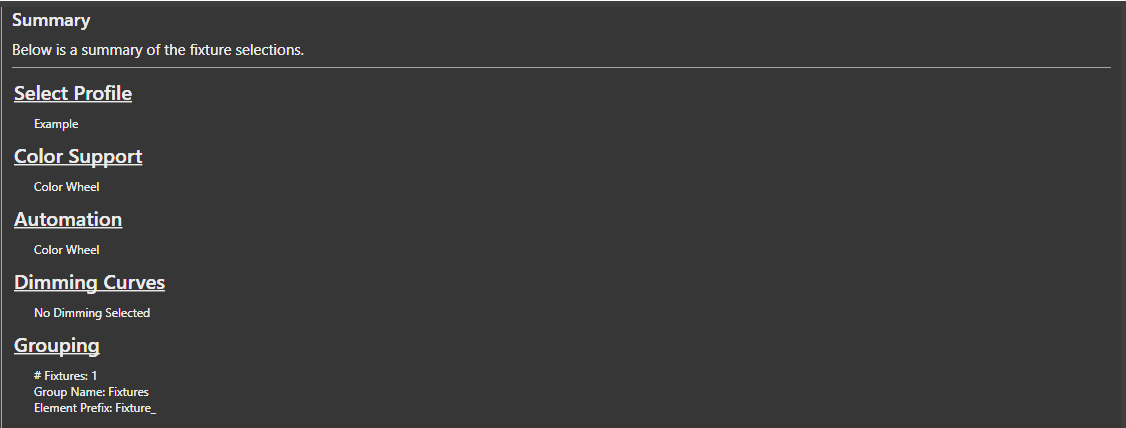 Summary
Below is a summary of the fixture selections.
Select Profile
Example
Color Support
Color Wheel
Automation
Color Wheel
Dimming Curves
No Dimming Selected
Grouping
# Fixtures: 1
Group Name: Fixtures
Element Prefix: Fixture_